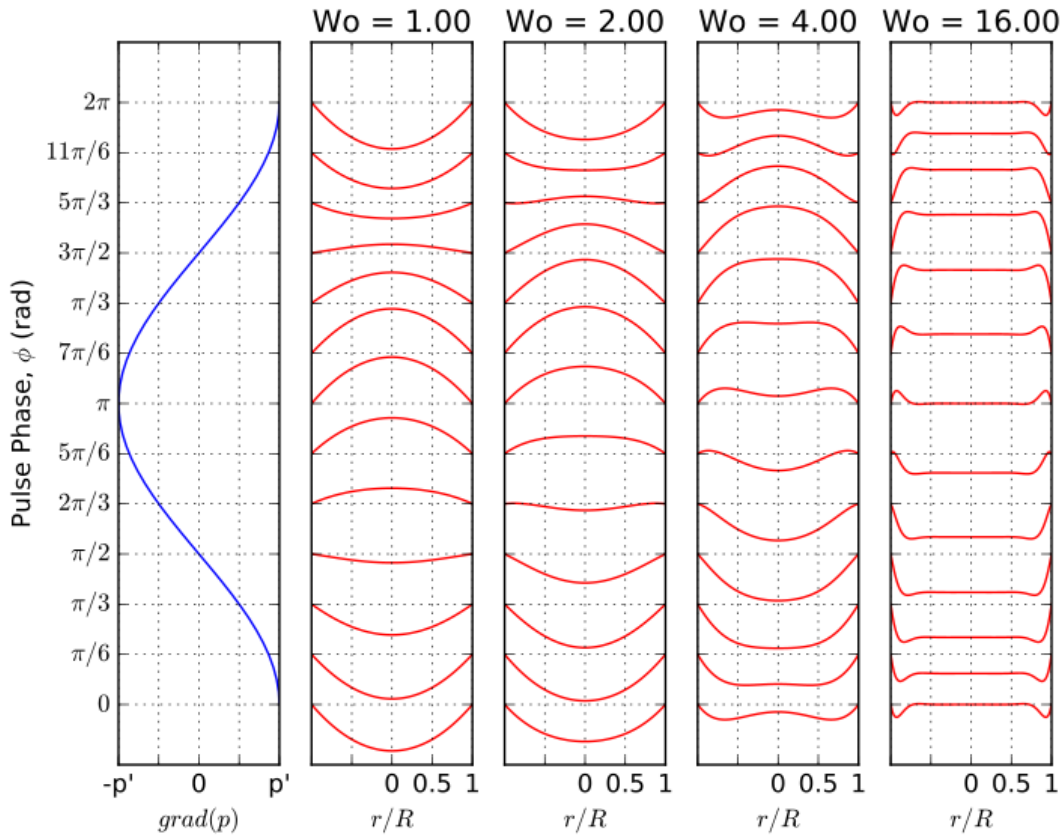 Wo = 1.00 Wo = 2.00 Wo = 4.00 Wo = 16.00
Pulse Phase, ϕ (rad)
2π
11π/6
5π/3
3π/2
π/3
7π/6
π
5π/6
2π/3
π/2
π/3
π/6
0
-p' 0 p' 0 0.5 1 0 0.5 1 0 0.5 1 0 0.5 1
grad(p) r/R r/R r/R r/R